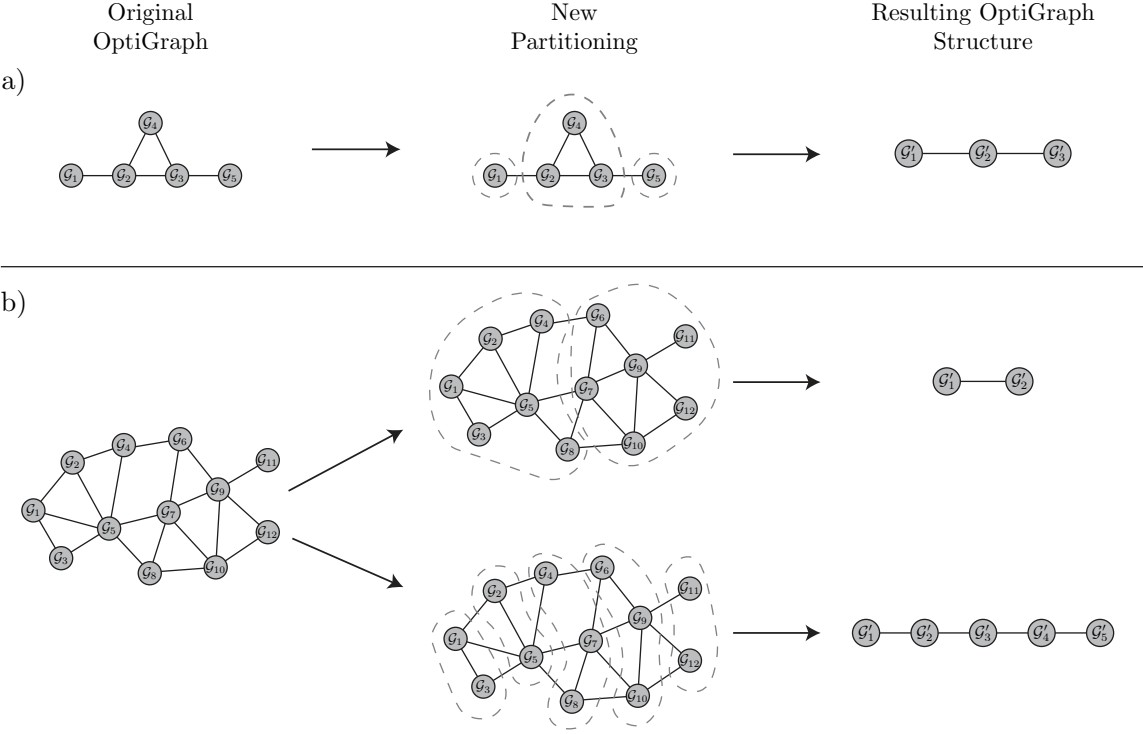 Original
OptiGraph
New
Partitioning
Resulting OptiGraph
Structure
a)
𝒢₄
𝒢₁ 𝒢₂ 𝒢₃ 𝒢₅
𝒢₄
𝒢₁ 𝒢₂ 𝒢₃ 𝒢₅
𝒢′₁ 𝒢′₂ 𝒢′₃
b)
𝒢₆
𝒢₄
𝒢₂
𝒢₁₁
𝒢₉
𝒢₁
𝒢₇
𝒢₅
𝒢₁₂
𝒢₃
𝒢₁₀
𝒢₈
𝒢₆
𝒢₄
𝒢₂
𝒢₁₁
𝒢₉
𝒢₁
𝒢₇
𝒢₅
𝒢₁₂
𝒢₃
𝒢₁₀
𝒢₈
𝒢′₁ 𝒢′₂
𝒢₆
𝒢₄
𝒢₂
𝒢₁₁
𝒢₉
𝒢₁
𝒢₇
𝒢₅
𝒢₁₂
𝒢₃
𝒢₁₀
𝒢₈
𝒢′₁ 𝒢′₂ 𝒢′₃ 𝒢′₄ 𝒢′₅